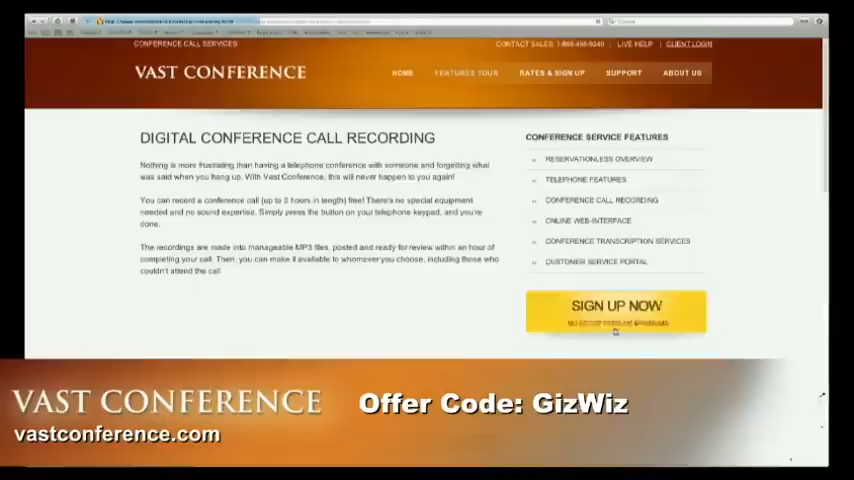 CONFERENCE CALL SERVICES
CONTACT SALES: 1-866-498-9240 | LIVE HELP | CLIENT LOGIN
VAST CONFERENCE
HOME FEATURES TOUR RATES & SIGN UP SUPPORT ABOUT US
DIGITAL CONFERENCE CALL RECORDING
Nothing is more frustrating than having a telephone conference with someone and forgetting what
was said when you hang up. With Vast Conference, this will never happen to you again!
You can record a conference call (up to 3 hours in length) free! There's no special equipment
needed and no sound expertise. Simply press the button on your telephone keypad, and you're
done.
The recordings are made into manageable MP3 files, posted and ready for review within an hour of
completing your call. Then, you can make it available to whomever you choose, including those who
couldn't attend the call.
CONFERENCE SERVICE FEATURES
RESERVATIONLESS OVERVIEW
TELEPHONE FEATURES
CONFERENCE CALL RECORDING
ONLINE WEB-INTERFACE
CONFERENCE TRANSCRIPTION SERVICES
CUSTOMER SERVICE PORTAL
SIGN UP NOW
VAST CONFERENCE
Offer Code: GizWiz
vastconference.com